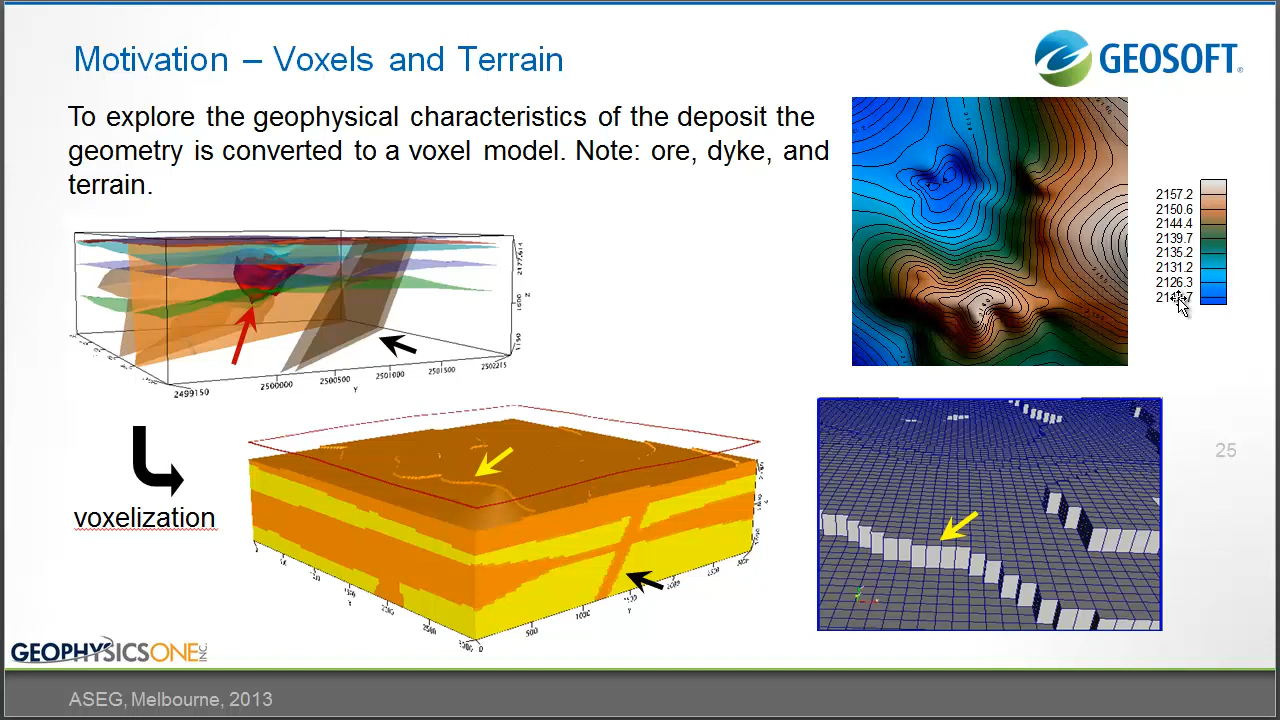 Motivation – Voxels and Terrain
GEOSOFT
To explore the geophysical characteristics of the deposit the
geometry is converted to a voxel model. Note: ore, dyke, and
terrain.
2157.2
2150.6
2144.4
2139.7
2135.2
2131.2
2126.3
Z
1600
2499150
2500000
2500500
2501000
2501500
2502215
Y
voxelization
500
1000
Y
25
GEOPHYSICSONE INC.
ASEG, Melbourne, 2013